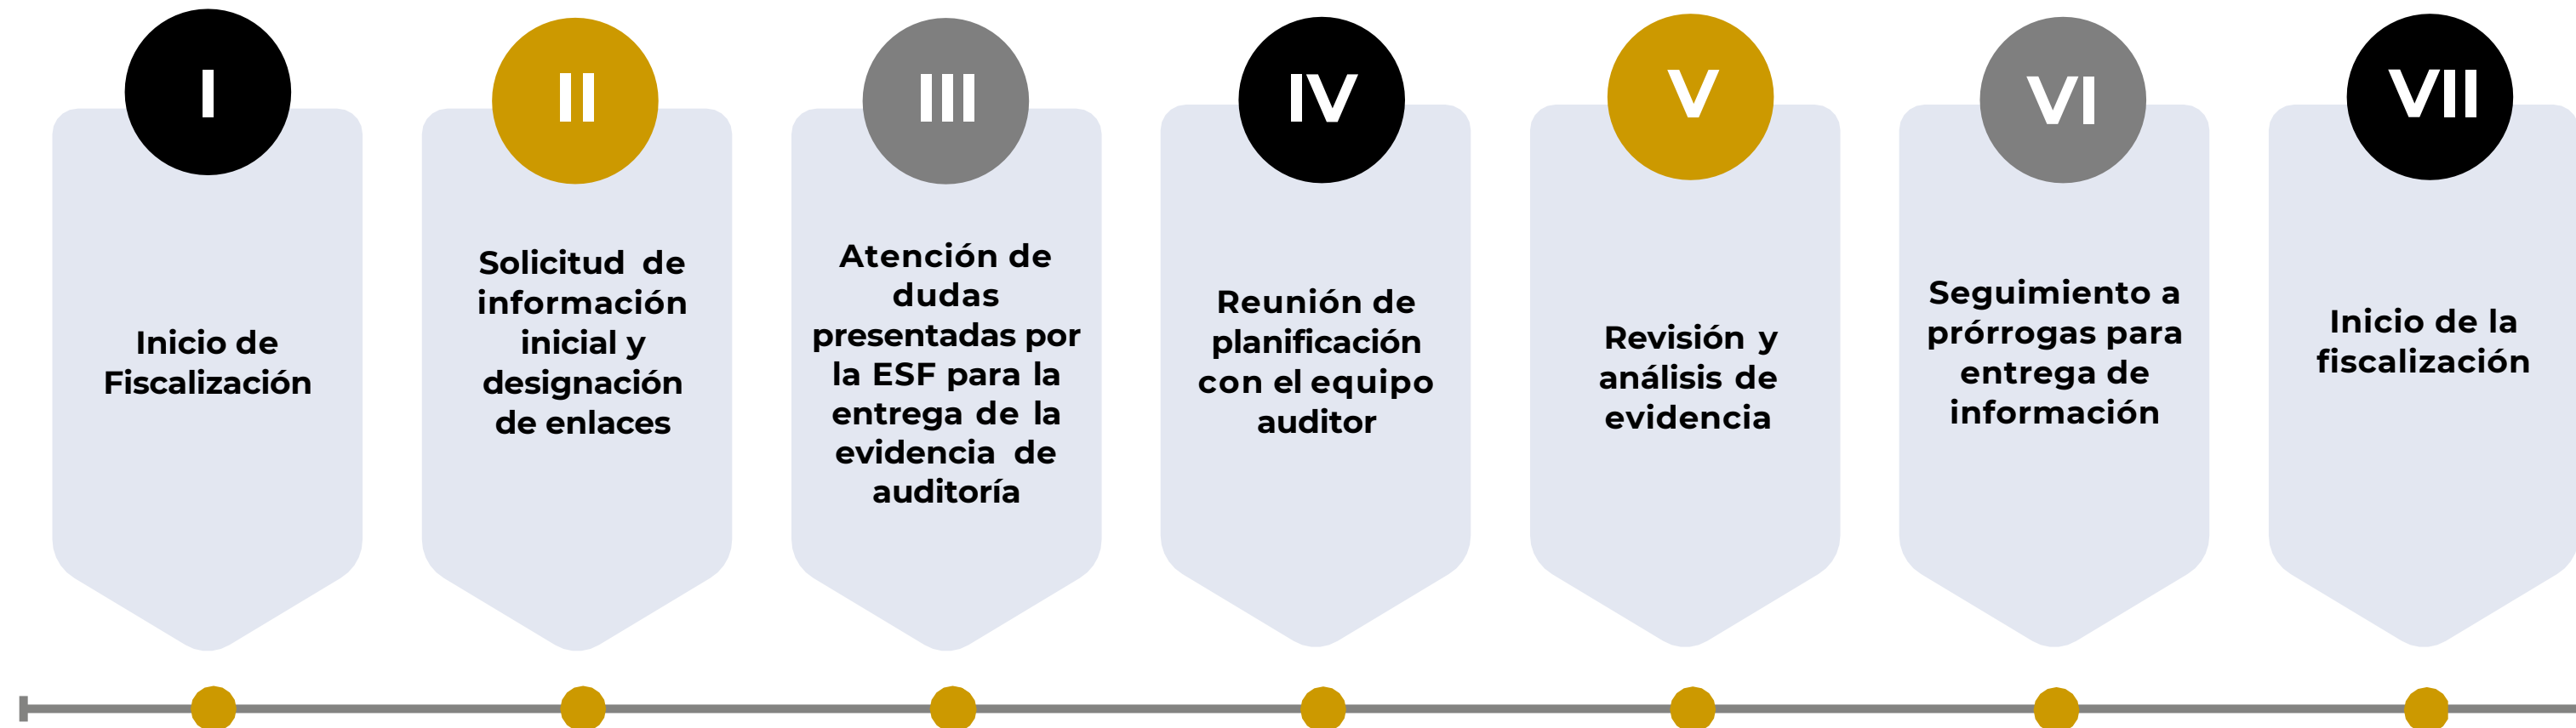 I
Inicio de
Fiscalización
II
Solicitud de
información
inicial y
designación
de enlaces
III
Atención de
dudas
presentadas por
la ESF para la
entrega de la
evidencia de
auditoría
IV
Reunión de
planificación
con el equipo
auditor
V
Revisión y
análisis de
evidencia
VI
Seguimiento a
prórrogas para
entrega de
información
VII
Inicio de la
fiscalización